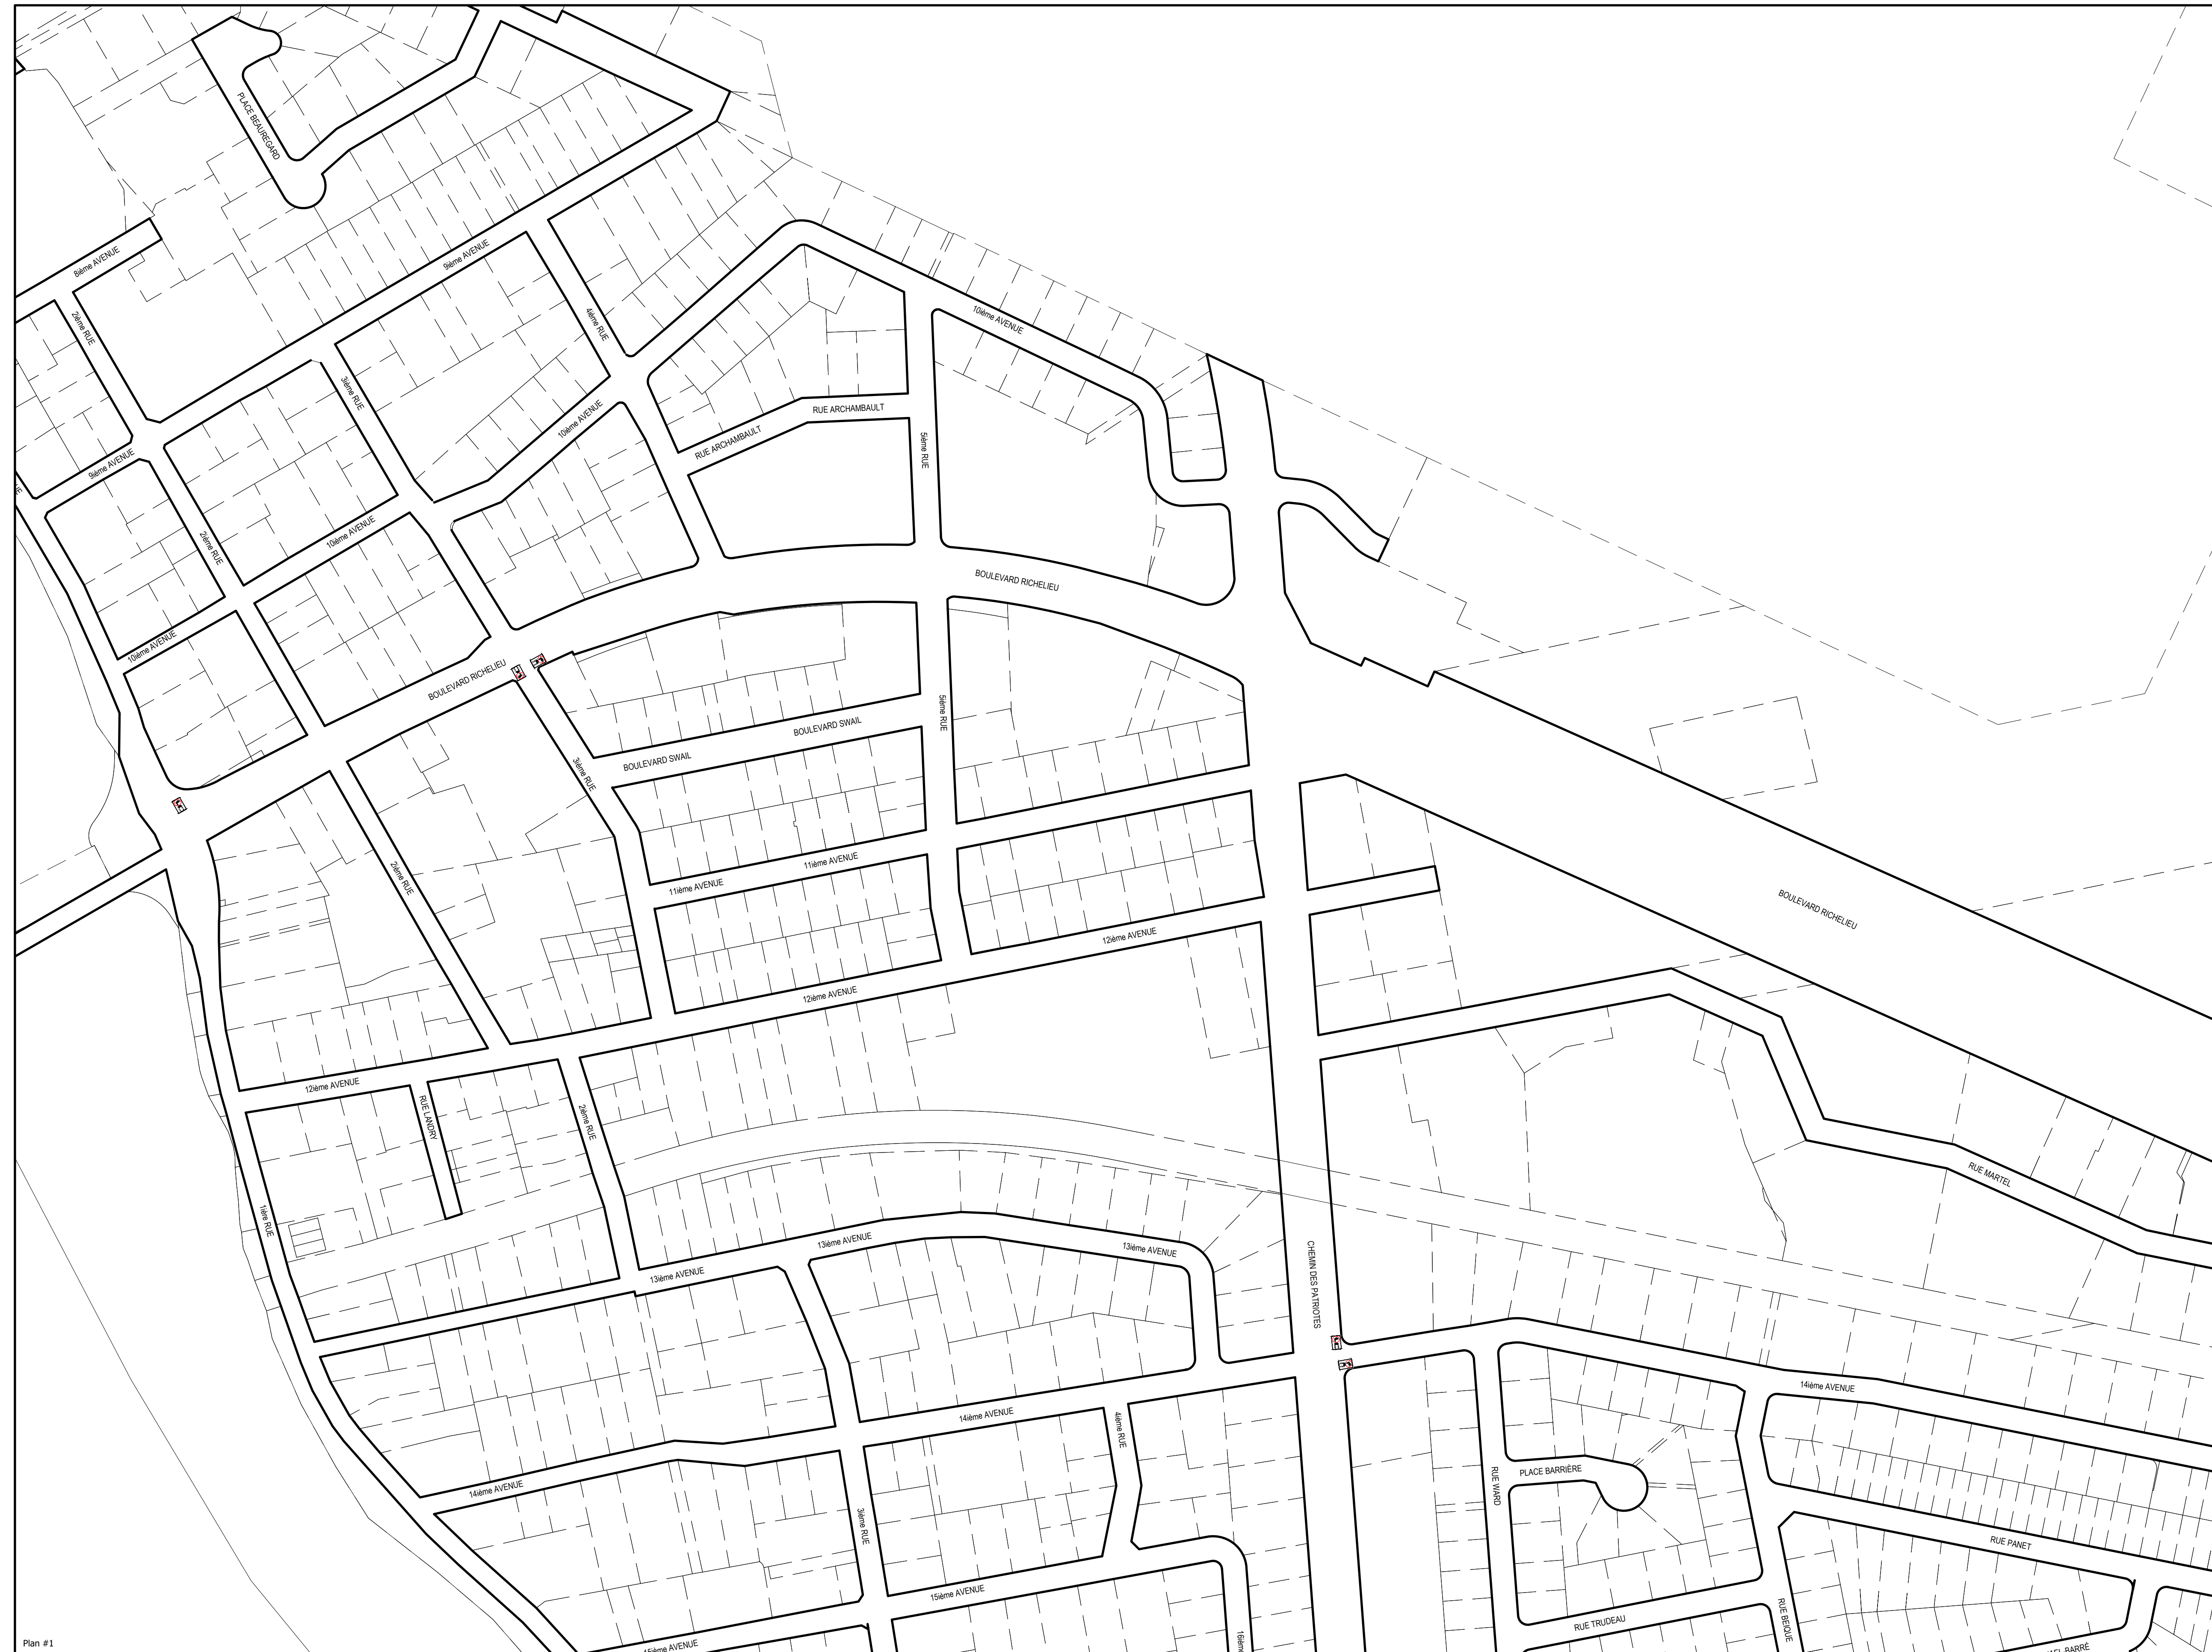 PLACE BEAUREGARD
8ième AVENUE
9ième AVENUE
2ième RUE
4ième RUE
10ième AVENUE
3ième RUE
10ième AVENUE
RUE ARCHAMBAULT
RUE ARCHAMBAULT
5ième RUE
9ième AVENUE
2ième RUE
10ième AVENUE
BOULEVARD RICHELIEU
10ième AVENUE
BOULEVARD RICHELIEU
5ième RUE
BOULEVARD SWAIL
BOULEVARD SWAIL
3ième RUE
11ième AVENUE
11ième AVENUE
2ième RUE
BOULEVARD RICHELIEU
12ième AVENUE
12ième AVENUE
12ième AVENUE
RUE LANDRY
2ième RUE
RUE MARTEL
1ière RUE
13ième AVENUE
13ième AVENUE
13ième AVENUE
CHEMIN DES PATRIOTES
14ième AVENUE
14ième AVENUE
4ième RUE
14ième AVENUE
PLACE BARRIÈRE
RUE WARD
3ième RUE
RUE PANET
15ième AVENUE
RUE TRUDEAU
RUE BEIQUE
15ième AVENUE
BARRÉ
Plan #1